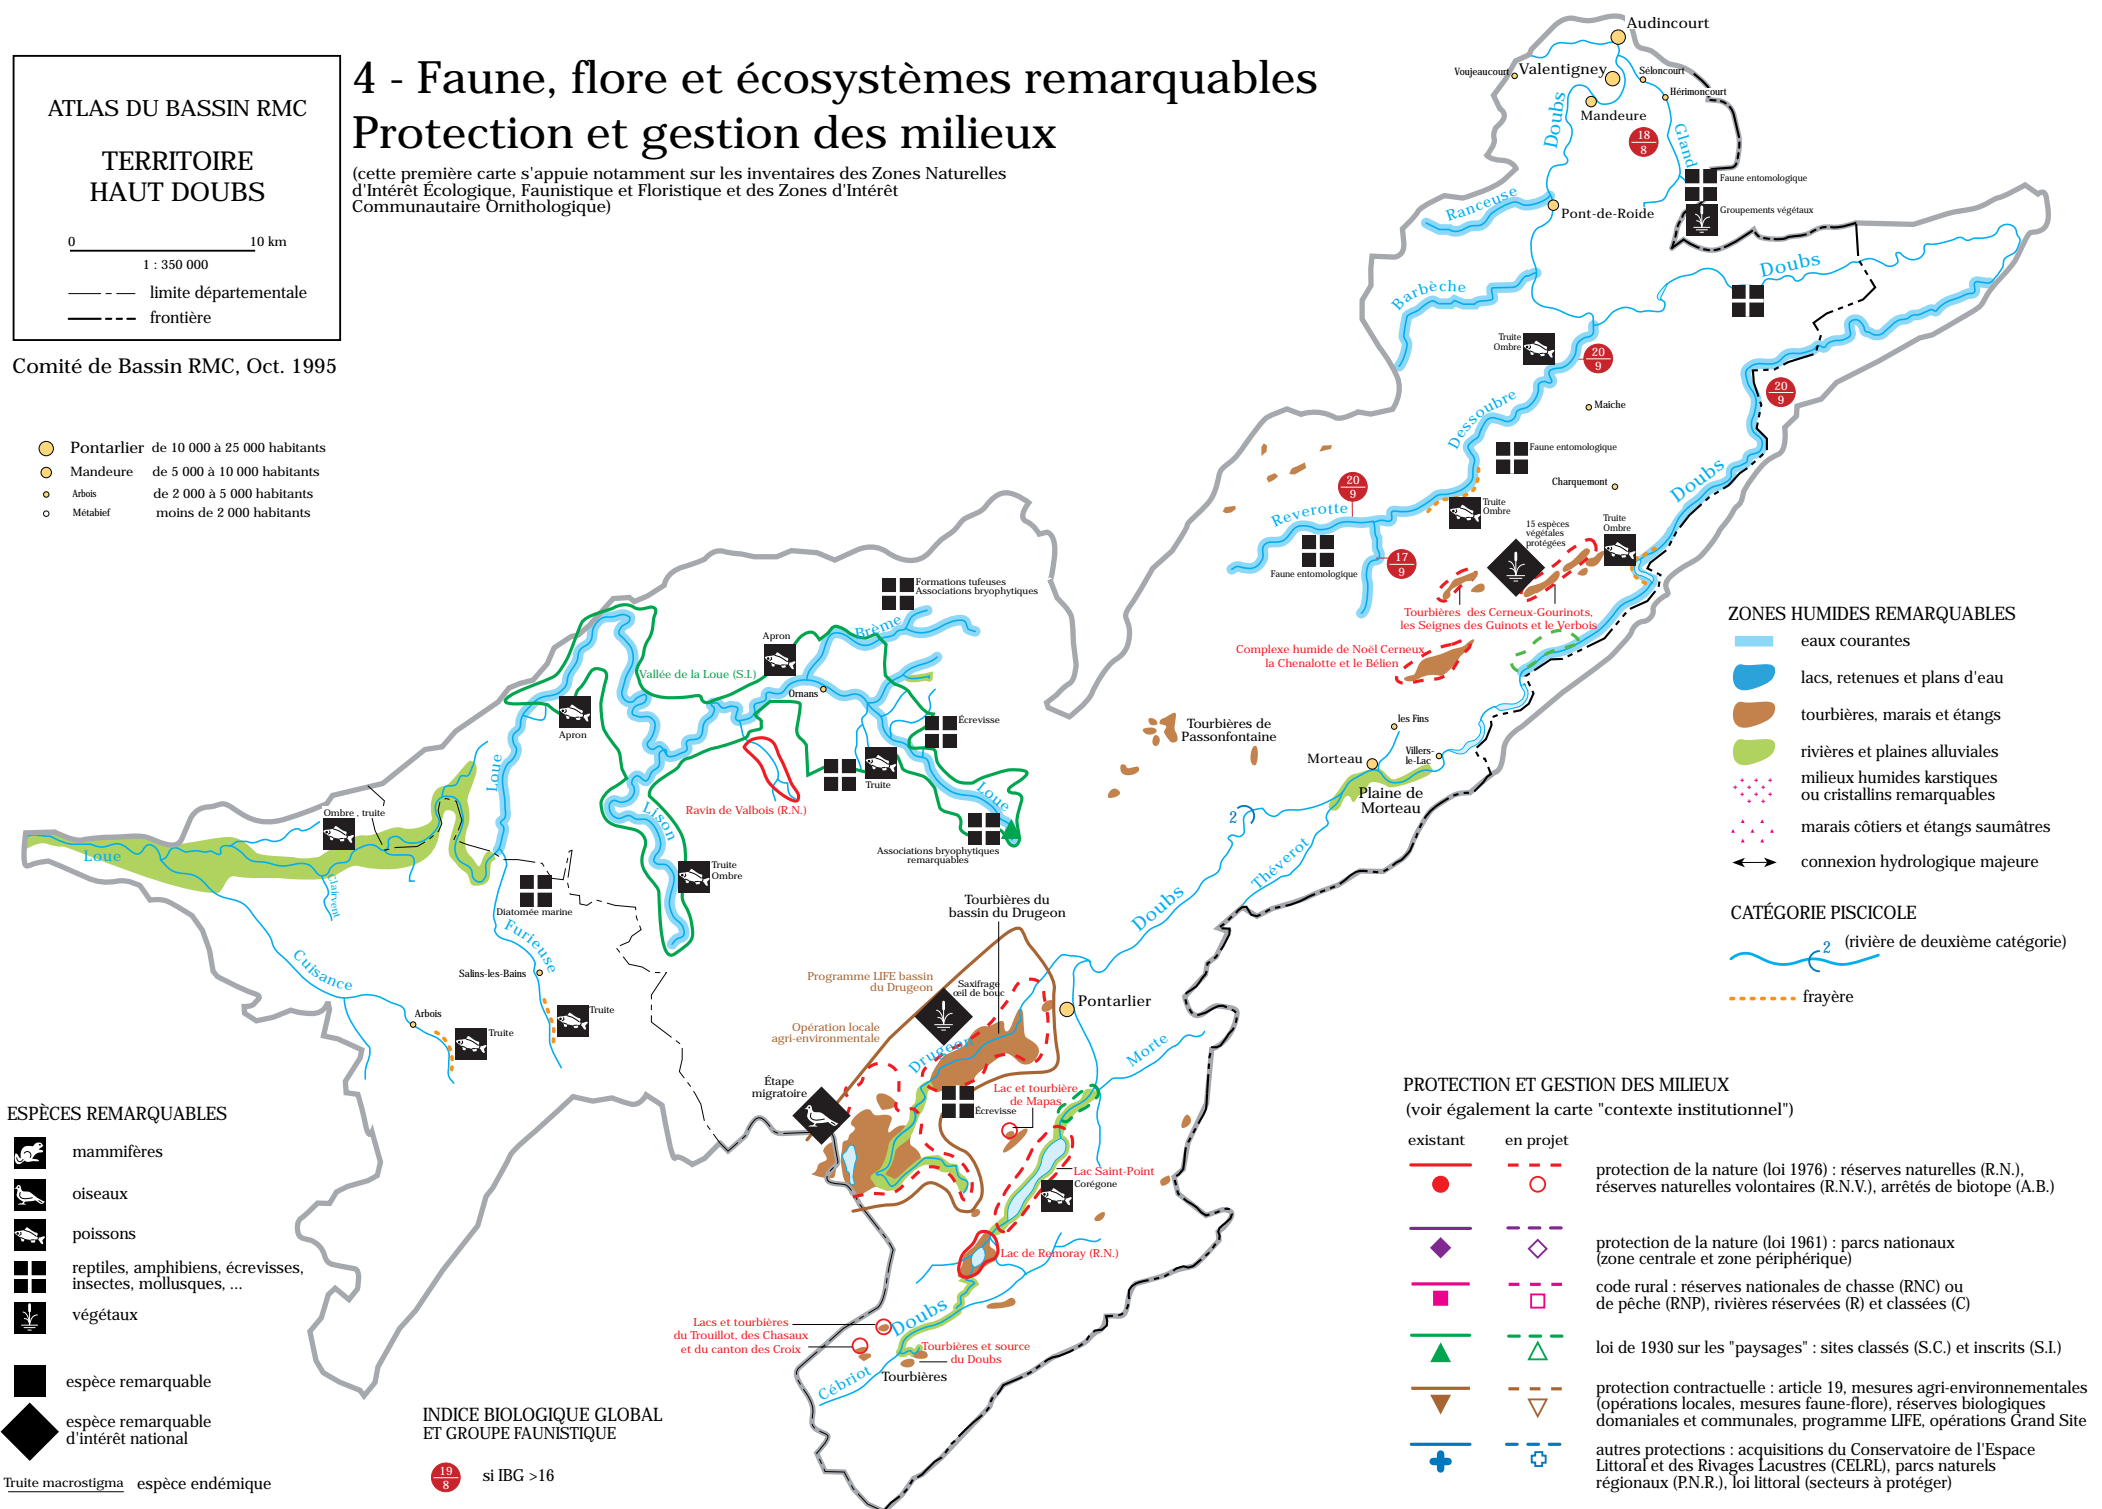 ATLAS DU BASSIN RMC
TERRITOIRE
HAUT DOUBS
0 10 km
1 : 350 000
limite départementale
frontière
Comité de Bassin RMC, Oct. 1995
4 - Faune, flore et écosystèmes remarquables
Protection et gestion des milieux
(cette première carte s'appuie notamment sur les inventaires des Zones Naturelles
d'Intérêt Écologique, Faunistique et Floristique et des Zones d'Intérêt
Communautaire Ornithologique)
Pontarlier de 10 000 à 25 000 habitants
Mandeure de 5 000 à 10 000 habitants
Arbois de 2 000 à 5 000 habitants
Métabief moins de 2 000 habitants
Audincourt
Voujeaucourt
Valentigney
Séloncourt
Hérimoncourt
Mandeure
Doubs
18
8
Gland
Faune entomologique
Groupements végétaux
Ranceuse
Pont-de-Roide
Doubs
Barbèche
Truite
Ombre
20
9
20
9
Maîche
Dessoubre
Faune entomologique
Charquemont
Doubs
20
9
Reverotte
Truite
Ombre
15 espèces
végétales
protégées
Truite
Ombre
Faune entomologique
17
9
Tourbières des Cerneux-Gourinots,
les Seignes des Guinots et le Verbois
Complexe humide de Noël Cerneux,
la Chenalotte et le Bélien
Formations tufeuses
Associations bryophytiques
Brème
Apron
Vallée de la Loue (S.I.)
Ornans
Apron
Écrevisse
Truite
Loue
Ravin de Valbois (R.N.)
Lison
Associations bryophytiques
remarquables
Truite
Ombre
Loue
Ombre , truite
Loue
Clairvent
Diatomée marine
Furieuse
Cuisance
Salins-les-Bains
Truite
Arbois
Truite
Tourbières de
Passonfontaine
les Fins
Morteau
Villers-
le-Lac
Plaine de
Morteau
2
Théverot
Doubs
Tourbières du
bassin du Drugeon
Programme LIFE bassin
du Drugeon
Saxifrage
œil de bouc
Opération locale
agri-environnementale
Pontarlier
Drugeon
Morte
Étape
migratoire
Écrevisse
Lac et tourbière
de Mapas
Lac Saint-Point
Corégone
Lac de Remoray (R.N.)
Doubs
Lacs et tourbières
du Trouillot, des Chasaux
et du canton des Croix
Tourbières et source
du Doubs
Tourbières
Cébriot
ZONES HUMIDES REMARQUABLES
eaux courantes
lacs, retenues et plans d'eau
tourbières, marais et étangs
rivières et plaines alluviales
milieux humides karstiques
ou cristallins remarquables
marais côtiers et étangs saumâtres
connexion hydrologique majeure
CATÉGORIE PISCICOLE
2 (rivière de deuxième catégorie)
frayère
PROTECTION ET GESTION DES MILIEUX
(voir également la carte "contexte institutionnel")
existant en projet
protection de la nature (loi 1976) : réserves naturelles (R.N.),
réserves naturelles volontaires (R.N.V.), arrêtés de biotope (A.B.)
protection de la nature (loi 1961) : parcs nationaux
(zone centrale et zone périphérique)
code rural : réserves nationales de chasse (RNC) ou
de pêche (RNP), rivières réservées (R) et classées (C)
loi de 1930 sur les "paysages" : sites classés (S.C.) et inscrits (S.I.)
protection contractuelle : article 19, mesures agri-environnementales
(opérations locales, mesures faune-flore), réserves biologiques
domaniales et communales, programme LIFE, opérations Grand Site
autres protections : acquisitions du Conservatoire de l'Espace
Littoral et des Rivages Lacustres (CELRL), parcs naturels
régionaux (P.N.R.), loi littoral (secteurs à protéger)
ESPÈCES REMARQUABLES
mammifères
oiseaux
poissons
reptiles, amphibiens, écrevisses,
insectes, mollusques, ...
végétaux
espèce remarquable
espèce remarquable
d'intérêt national
Truite macrostigma espèce endémique
INDICE BIOLOGIQUE GLOBAL
ET GROUPE FAUNISTIQUE
19
8
si IBG >16